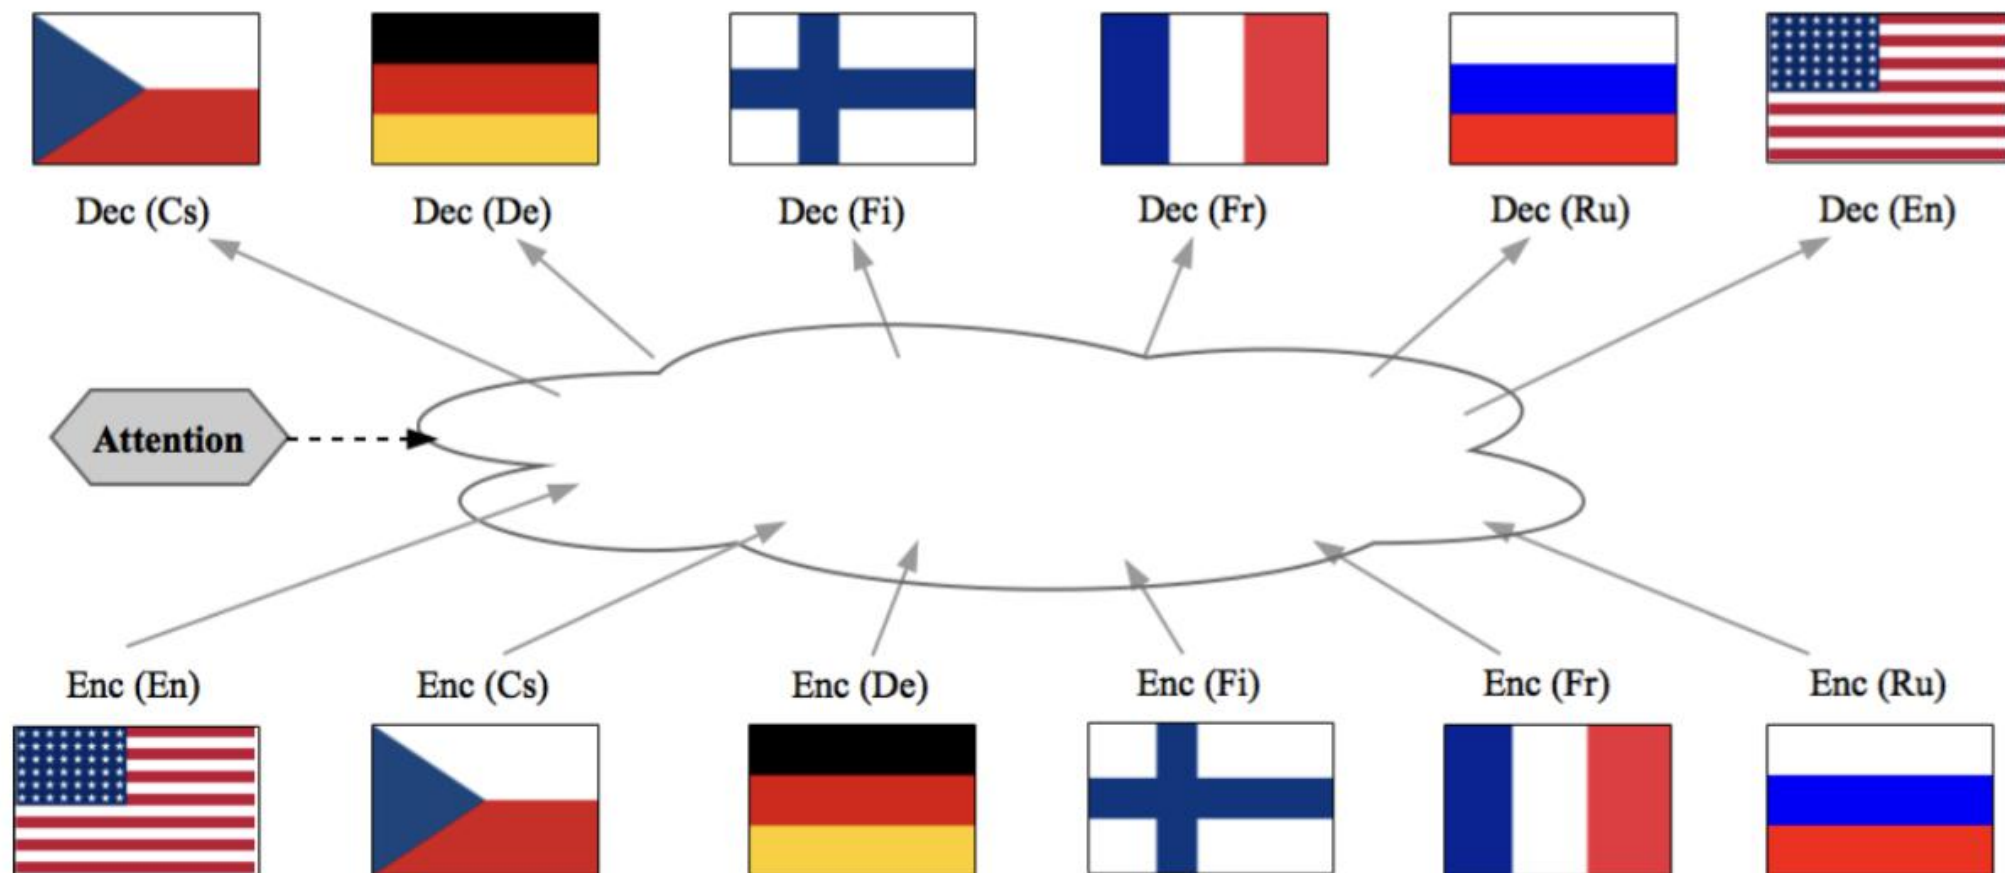 Dec (Cs) Dec (De) Dec (Fi) Dec (Fr) Dec (Ru) Dec (En)
Attention
Enc (En) Enc (Cs) Enc (De) Enc (Fi) Enc (Fr) Enc (Ru)